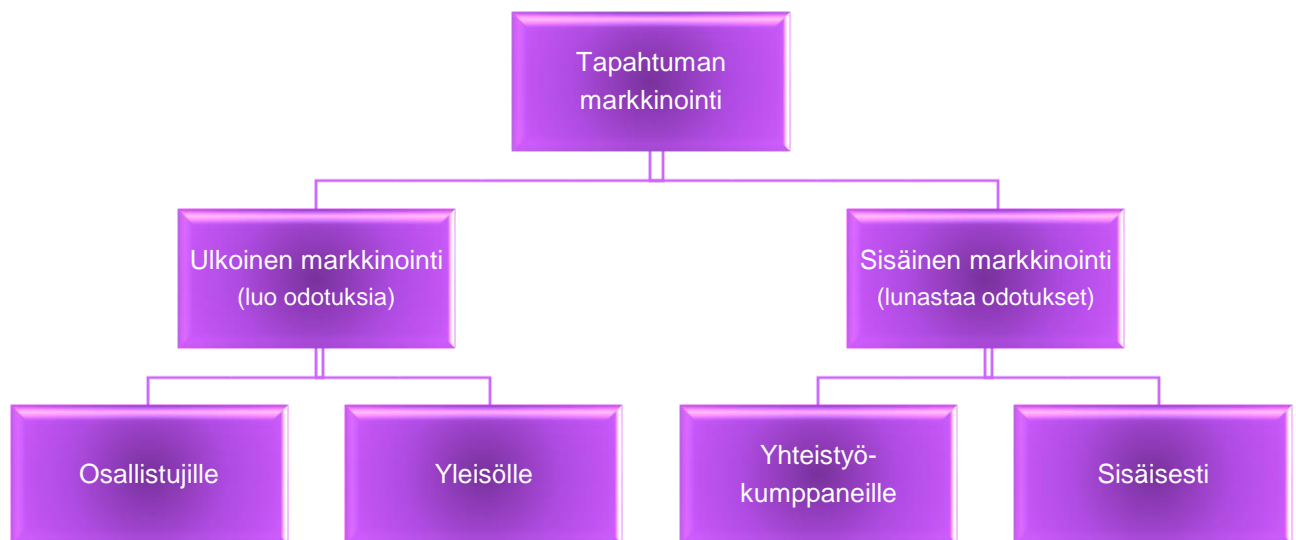 Tapahtuman
markkinointi
Ulkoinen markkinointi
(luo odotuksia)
Sisäinen markkinointi
(lunastaa odotukset)
Osallistujille
Yleisölle
Yhteistyö-
kumppaneille
Sisäisesti